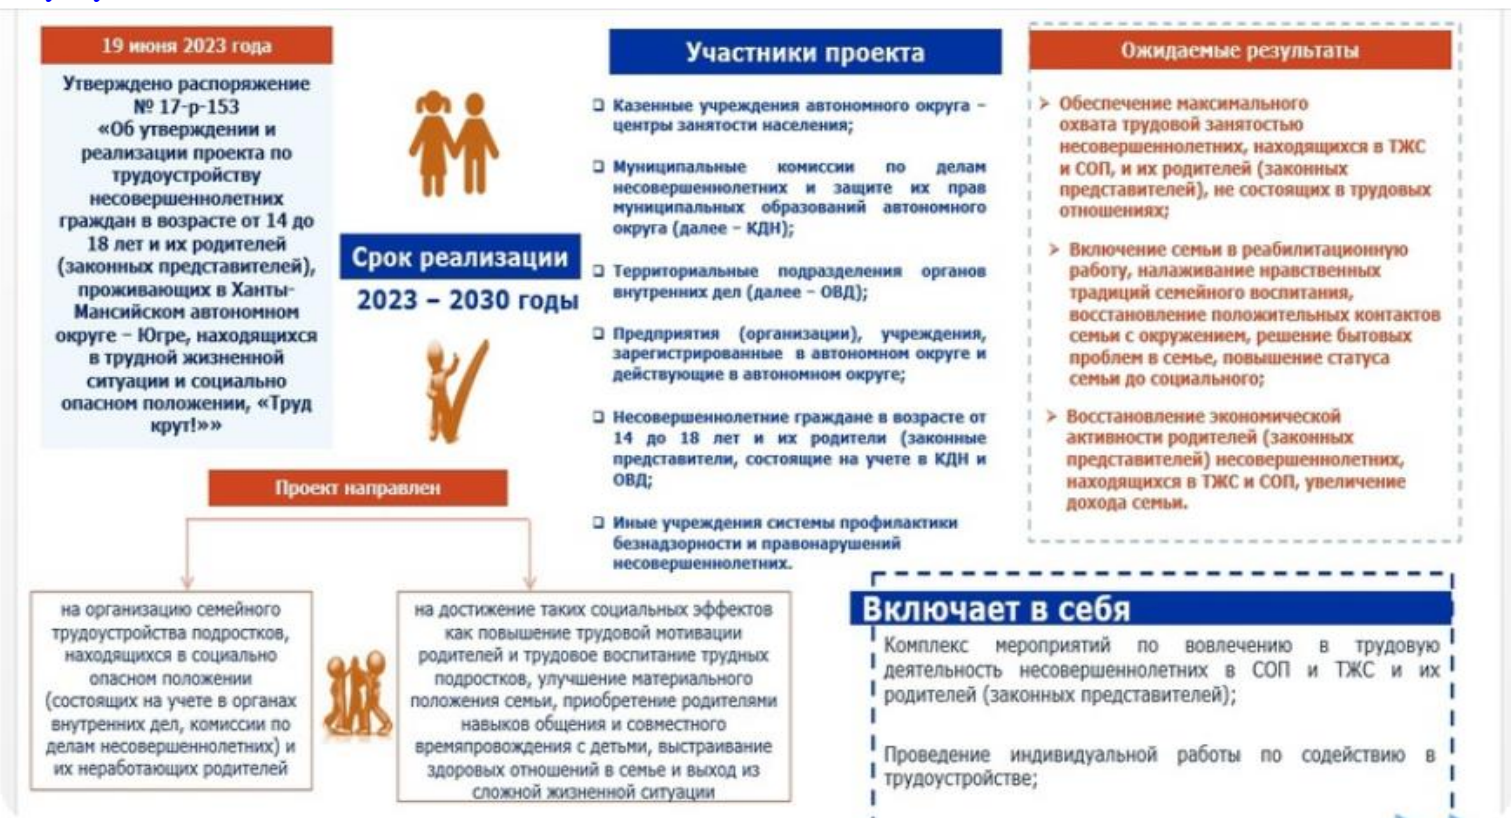 19 июня 2023 года
Утверждено распоряжение
№ 17-р-153
«Об утверждении и
реализации проекта по
трудоустройству
несовершеннолетних
граждан в возрасте от 14 до
18 лет и их родителей
(законных представителей),
проживающих в Ханты-
Мансийском автономном
округе – Югре, находящихся
в трудной жизненной
ситуации и социально
опасном положении, «Труд
крут!»»
Срок реализации
2023 – 2030 годы
Участники проекта
Казенные учреждения автономного округа –
центры занятости населения;
Муниципальные комиссии по делам
несовершеннолетних и защите их прав
муниципальных образований автономного
округа (далее – КДН);
Территориальные подразделения органов
внутренних дел (далее – ОВД);
Предприятия (организации), учреждения,
зарегистрированные в автономном округе и
действующие в автономном округе;
Несовершеннолетние граждане в возрасте от
14 до 18 лет и их родители (законные
представители, состоящие на учете в КДН и
ОВД;
Иные учреждения системы профилактики
безнадзорности и правонарушений
несовершеннолетних.
Ожидаемые результаты
Обеспечение максимального
охвата трудовой занятостью
несовершеннолетних, находящихся в ТЖС
и СОП, и их родителей (законных
представителей), не состоящих в трудовых
отношениях;
Включение семьи в реабилитационную
работу, налаживание нравственных
традиций семейного воспитания,
восстановление положительных контактов
семьи с окружением, решение бытовых
проблем в семье, повышение статуса
семьи до социального;
Восстановление экономической
активности родителей (законных
представителей) несовершеннолетних,
находящихся в ТЖС и СОП, увеличение
дохода семьи.
Проект направлен
на организацию семейного
трудоустройства подростков,
находящихся в социально
опасном положении
(состоящих на учете в органах
внутренних дел, комиссии по
делам несовершеннолетних) и
их неработающих родителей
на достижение таких социальных эффектов
как повышение трудовой мотивации
родителей и трудовое воспитание трудных
подростков, улучшение материального
положения семьи, приобретение родителями
навыков общения и совместного
времяпровождения с детьми, выстраивание
здоровых отношений в семье и выход из
сложной жизненной ситуации
Включает в себя
Комплекс мероприятий по вовлечению в трудовую
деятельность несовершеннолетних в СОП и ТЖС и их
родителей (законных представителей);
Проведение индивидуальной работы по содействию в
трудоустройстве;